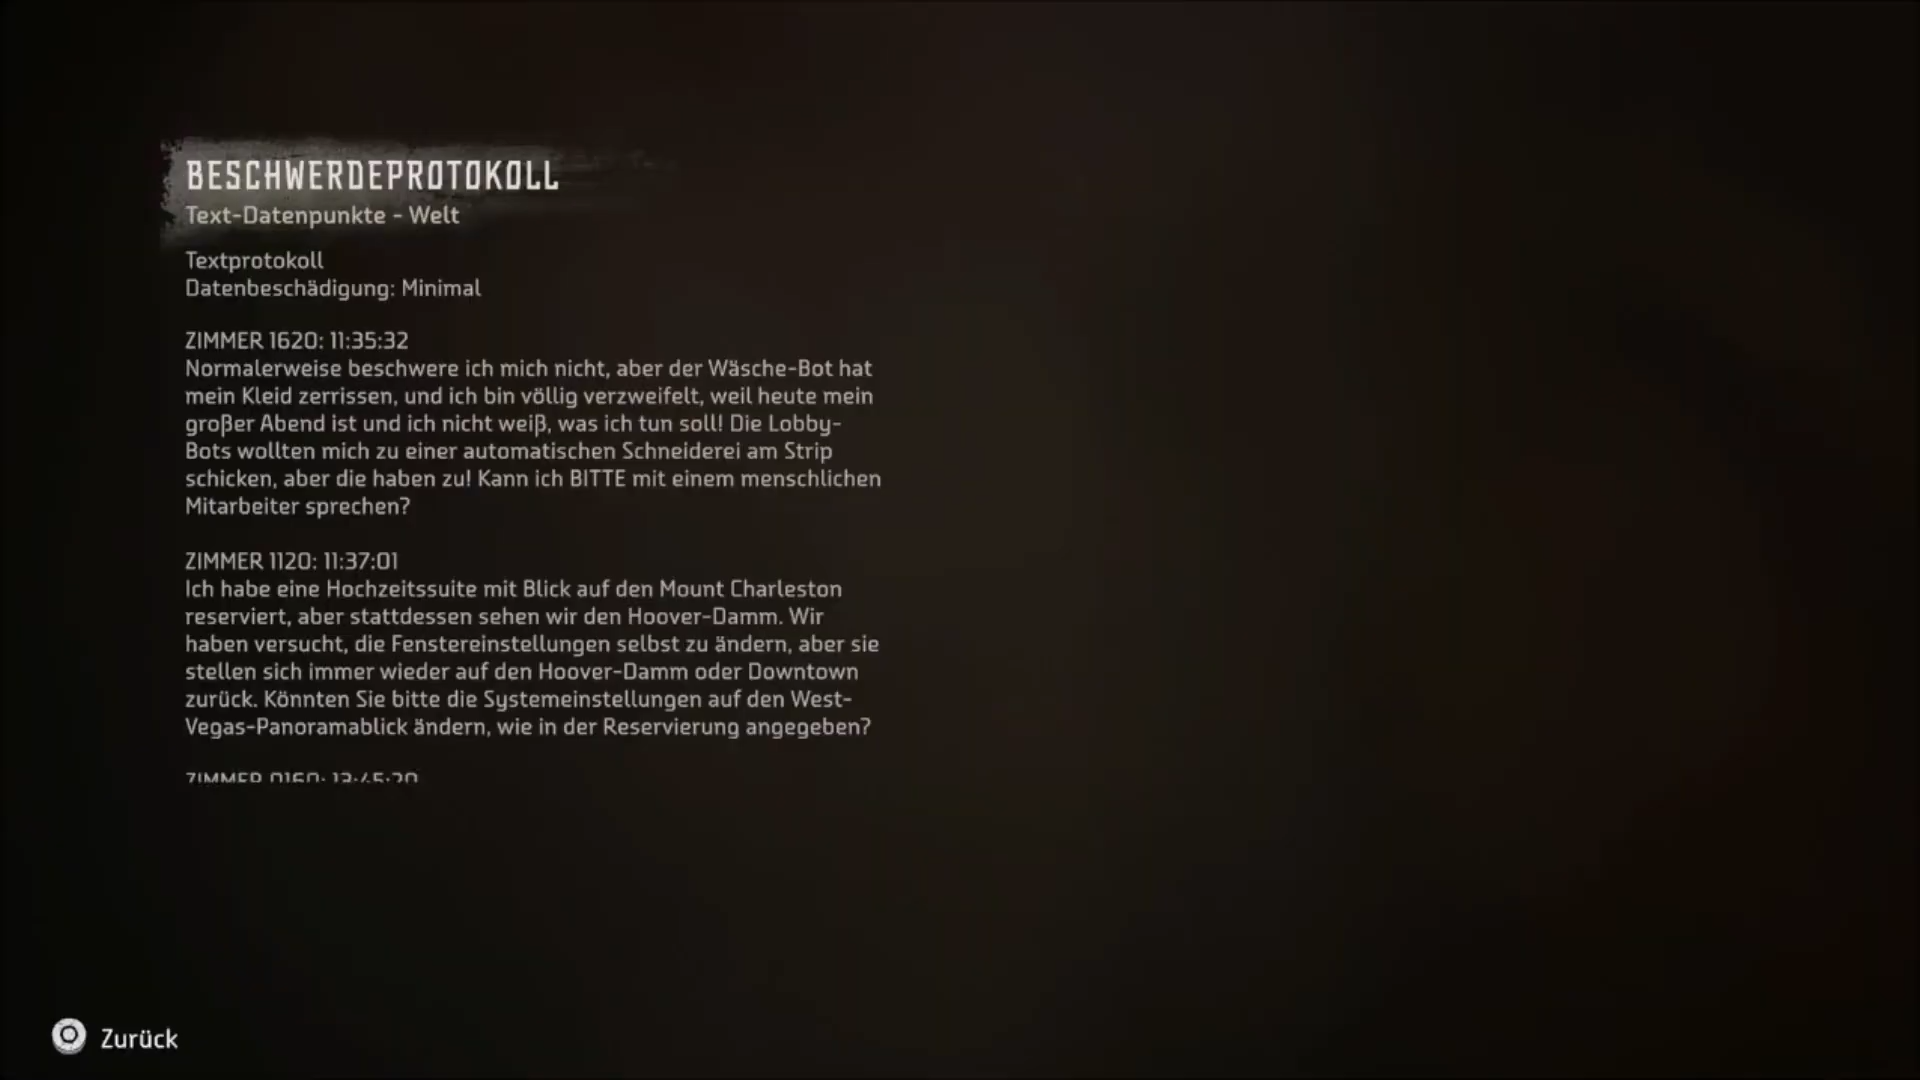 BESCHWERDEPROTOKOLL
Text-Datenpunkte - Welt
Textprotokoll
Datenbeschädigung: Minimal
ZIMMER 1620: 11:35:32
Normalerweise beschwere ich mich nicht, aber der Wäsche-Bot hat
mein Kleid zerrissen, und ich bin völlig verzweifelt, weil heute mein
großer Abend ist und ich nicht weiß, was ich tun soll! Die Lobby-
Bots wollten mich zu einer automatischen Schneiderei am Strip
schicken, aber die haben zu! Kann ich BITTE mit einem menschlichen
Mitarbeiter sprechen?
ZIMMER 1120: 11:37:01
Ich habe eine Hochzeitssuite mit Blick auf den Mount Charleston
reserviert, aber stattdessen sehen wir den Hoover-Damm. Wir
haben versucht, die Fenstereinstellungen selbst zu ändern, aber sie
stellen sich immer wieder auf den Hoover-Damm oder Downtown
zurück. Könnten Sie bitte die Systemeinstellungen auf den West-
Vegas-Panoramablick ändern, wie in der Reservierung angegeben?
ZIMMER
Zurück